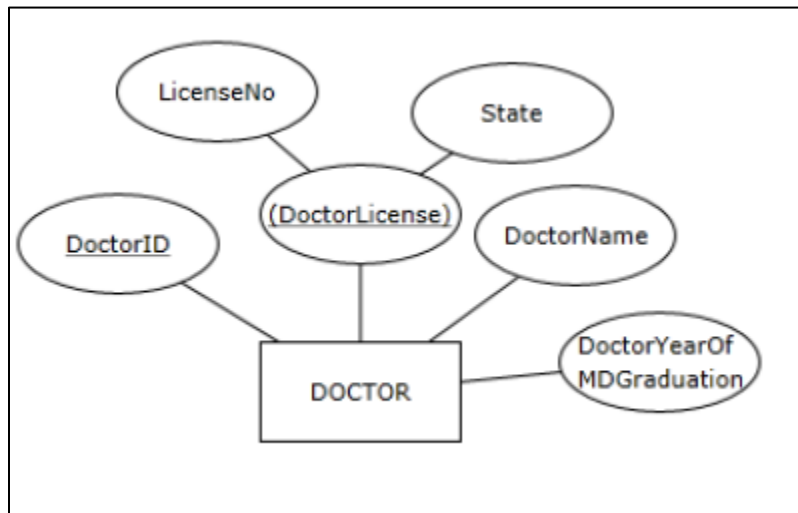 LicenseNo
State
(DoctorLicense)
DoctorID
DoctorName
DoctorYearOf
MDGraduation
DOCTOR